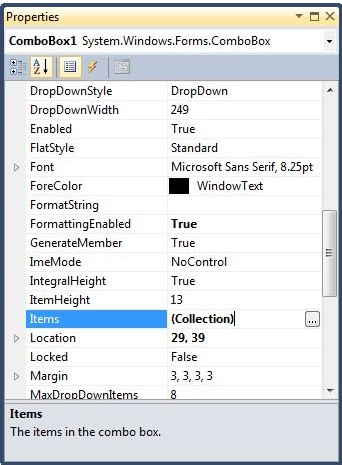 Properties
ComboBox1 System.Windows.Forms.ComboBox
DropDownStyle DropDown
DropDownWidth 249
Enabled True
FlatStyle Standard
Font Microsoft Sans Serif, 8.25pt
ForeColor WindowText
FormatString
FormattingEnabled True
GenerateMember True
ImeMode NoControl
IntegralHeight True
ItemHeight 13
Items (Collection) ...
Location 29, 39
Locked False
Margin 3, 3, 3, 3
MaxDropDownItems 8
Items
The items in the combo box.